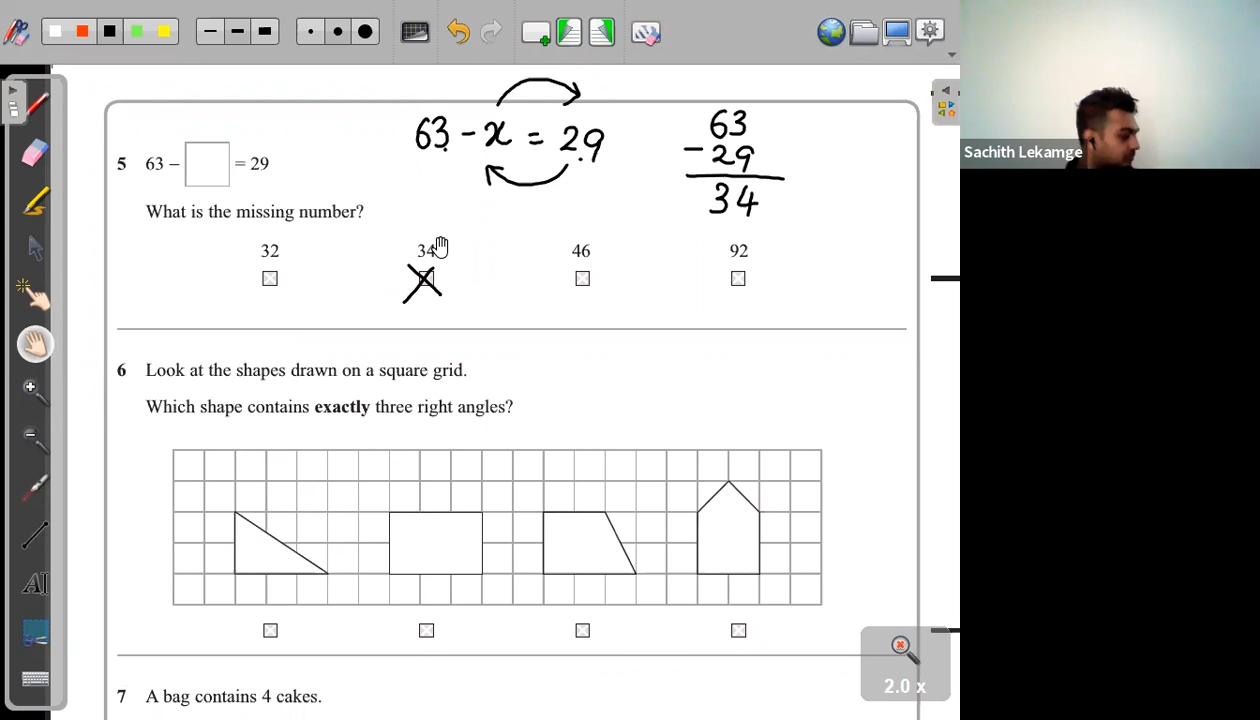 63 - x = 29
63
- 29
34
Sachith Lekamge
5 63 – = 29
What is the missing number?
32 34 46 92
6 Look at the shapes drawn on a square grid.
Which shape contains exactly three right angles?
7 A bag contains 4 cakes.
2.0 x